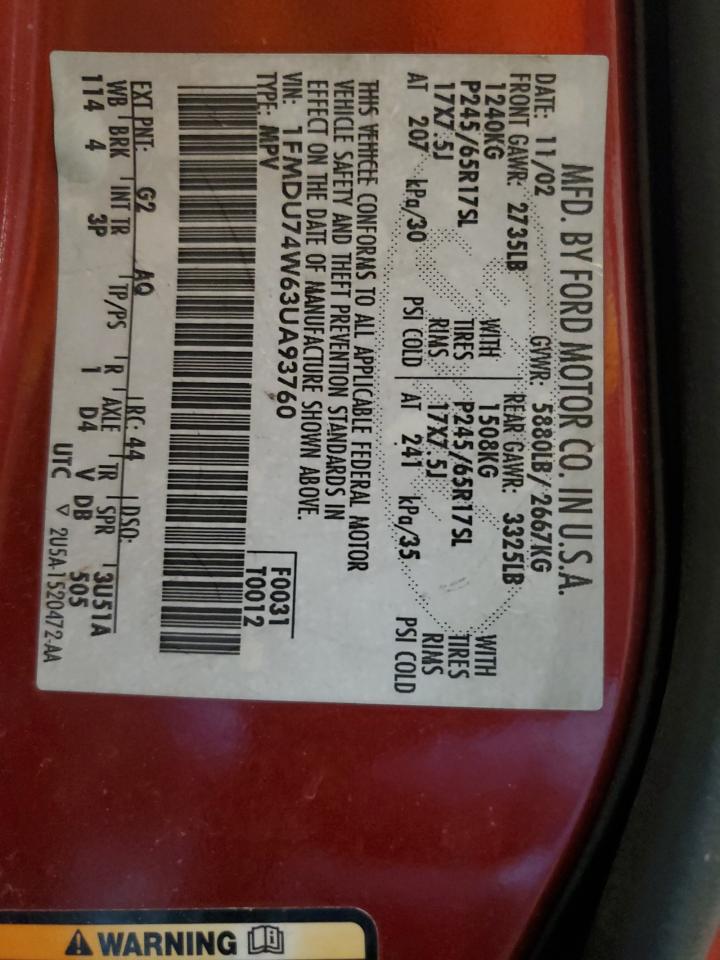 MFD. BY FORD MOTOR CO. IN U.S.A.
DATE: 11/02 GVWR: 5880LB/2667KG
FRONT GAWR: 2735LB REAR GAWR: 3325LB
1240KG WITH 1508KG WITH
P245/65R17SL TIRES P245/65R17SL TIRES
17X7.5J RIMS 17X7.5J RIMS
AT 207 kPa/30 PSI COLD AT 241 kPa/35 PSI COLD
THIS VEHICLE CONFORMS TO ALL APPLICABLE FEDERAL MOTOR
VEHICLE SAFETY AND THEFT PREVENTION STANDARDS IN
EFFECT ON THE DATE OF MANUFACTURE SHOWN ABOVE.
VIN: 1FMDU74W63UA93760 F0031
TYPE: MPV T0012
EXT PNT: G2 AQ RC: 44 DSO:
WB BRK INT TR TP/PS R AXLE TR SPR 3U51A
114 4 3P 1 D4 V DB 505
UTC ▽ 2U5A-1520472-AA
WARNING